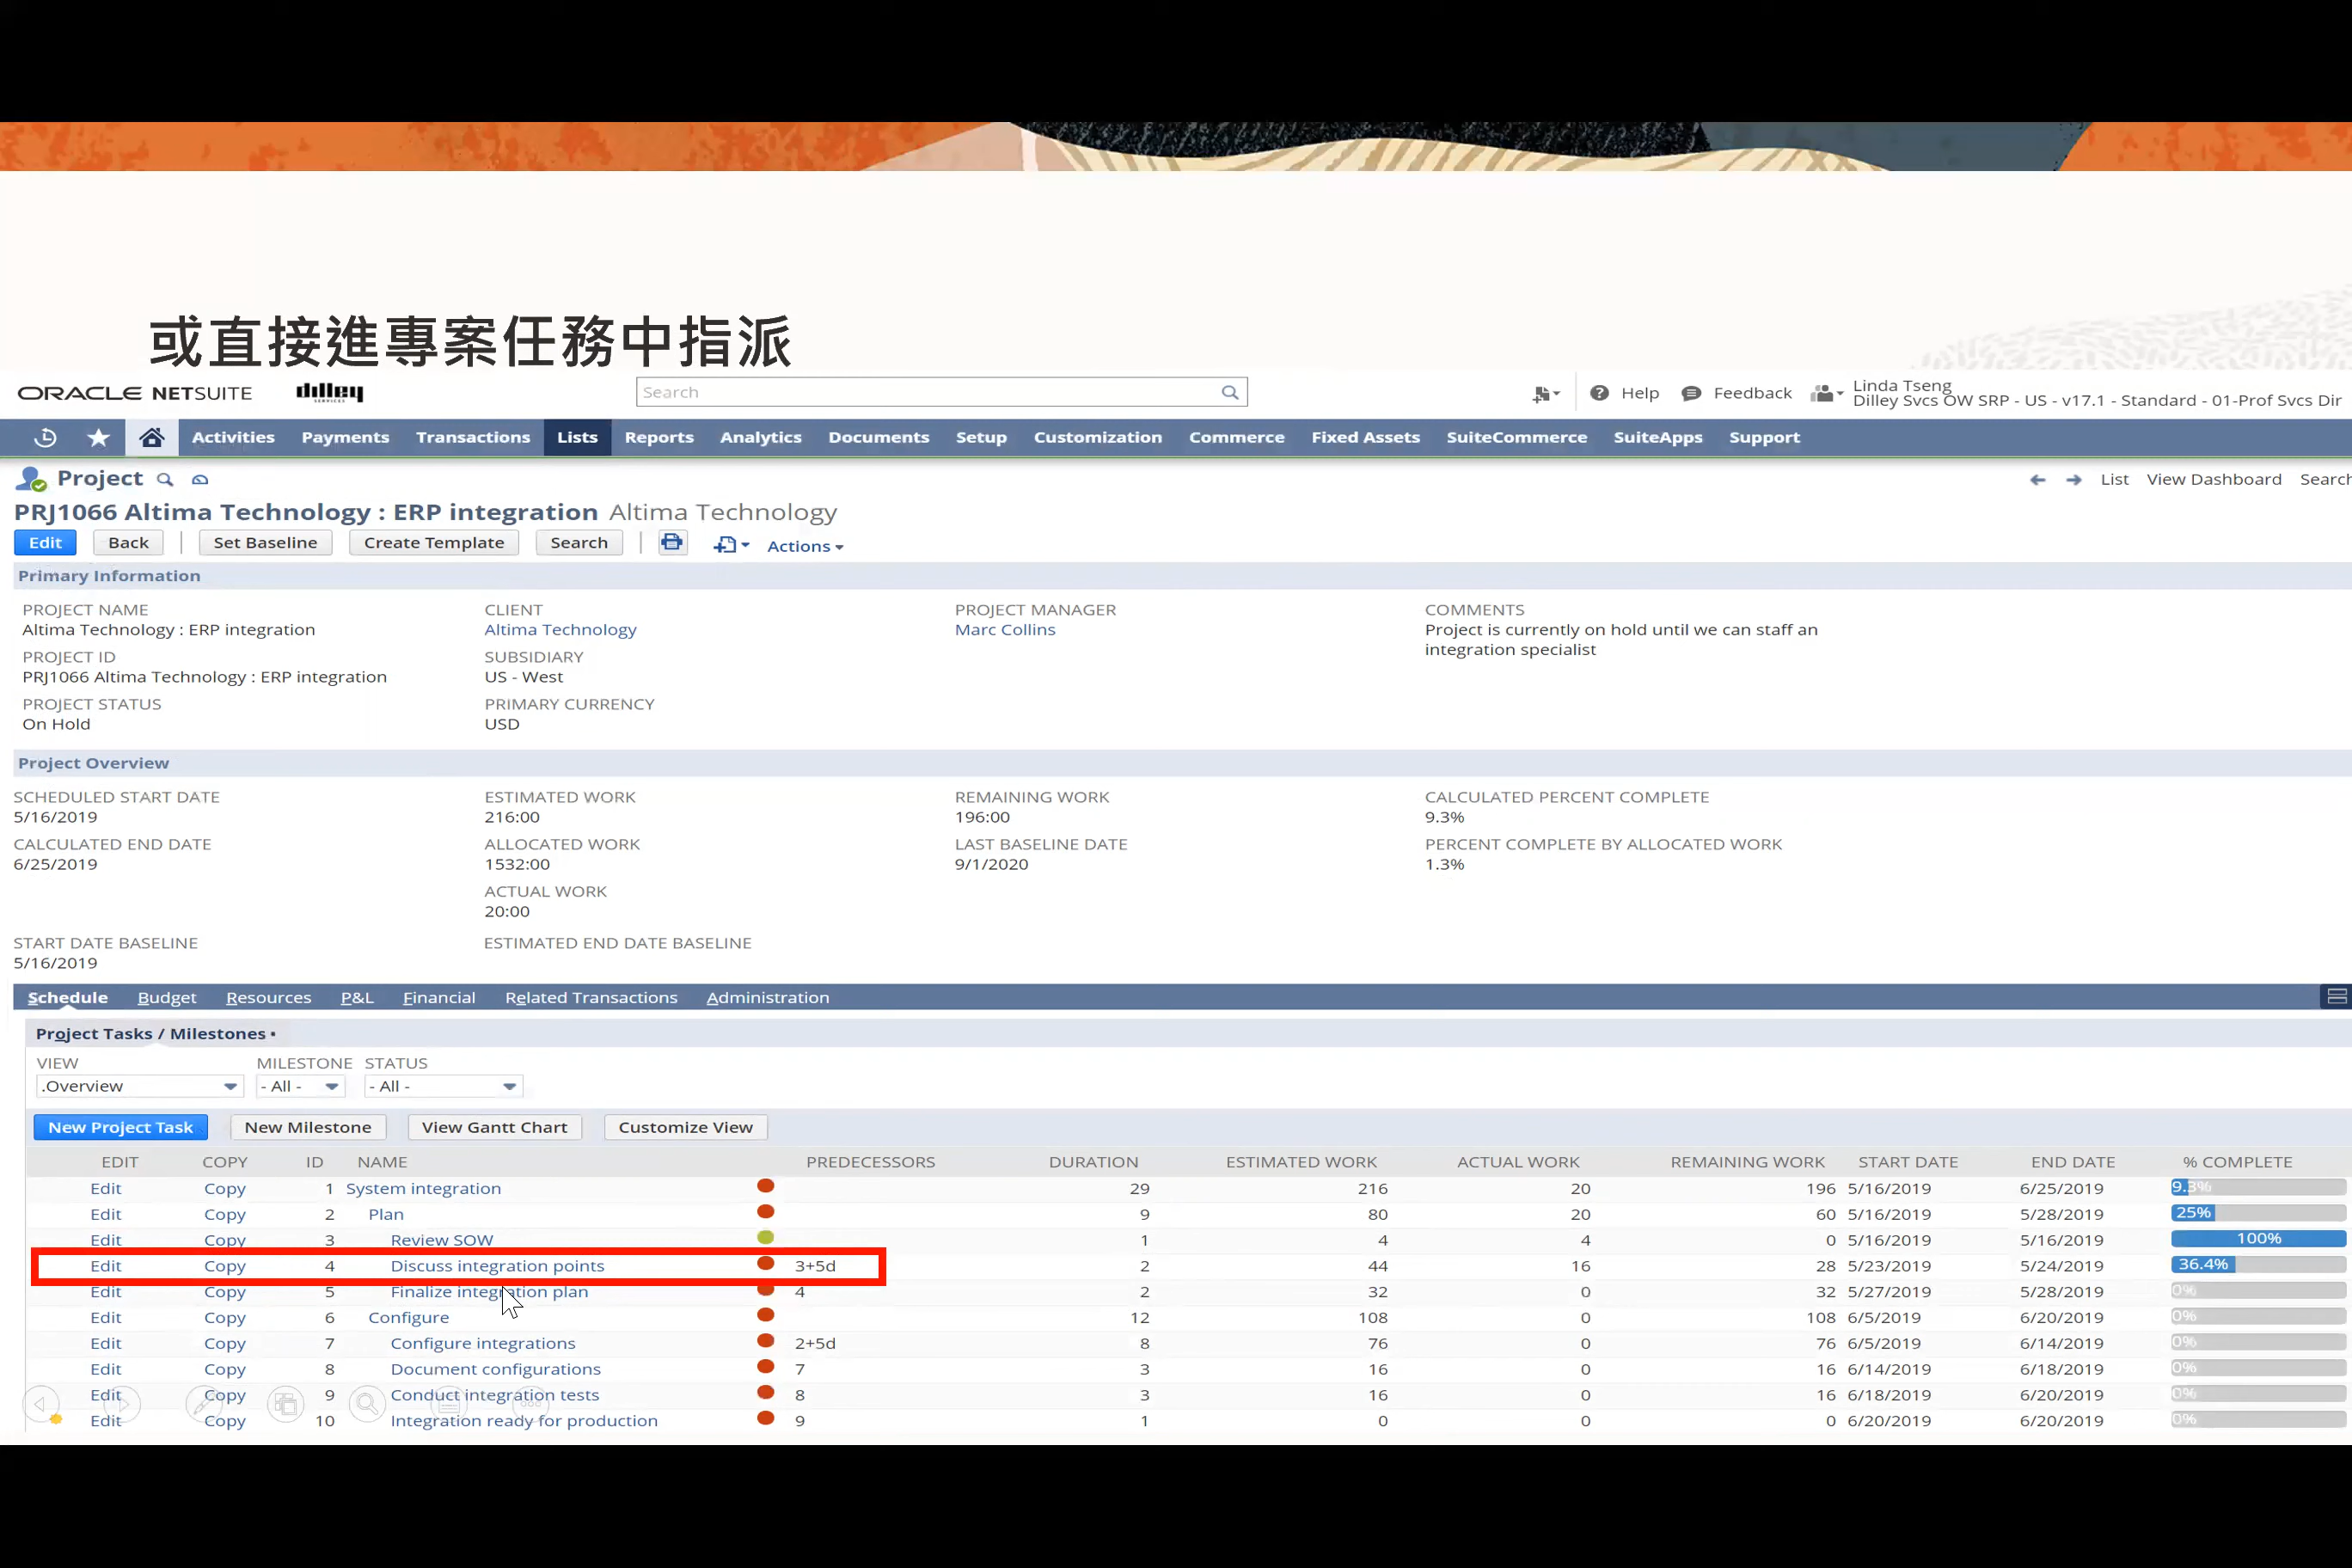 或直接進專案任務中指派
ORACLE NETSUITE dilley SERVICES Search Help Feedback Linda Tseng
Dilley Svcs OW SRP - US - v17.1 - Standard - 01-Prof Svcs Dir
Activities Payments Transactions Lists Reports Analytics Documents Setup Customization Commerce Fixed Assets SuiteCommerce SuiteApps Support
Project List View Dashboard Search
PRJ1066 Altima Technology : ERP integration Altima Technology
Edit Back Set Baseline Create Template Search Actions
Primary Information
PROJECT NAME CLIENT PROJECT MANAGER COMMENTS
Altima Technology : ERP integration Altima Technology Marc Collins Project is currently on hold until we can staff an
integration specialist
PROJECT ID SUBSIDIARY
PRJ1066 Altima Technology : ERP integration US - West
PROJECT STATUS PRIMARY CURRENCY
On Hold USD
Project Overview
SCHEDULED START DATE ESTIMATED WORK REMAINING WORK CALCULATED PERCENT COMPLETE
5/16/2019 216:00 196:00 9.3%
CALCULATED END DATE ALLOCATED WORK LAST BASELINE DATE PERCENT COMPLETE BY ALLOCATED WORK
6/25/2019 1532:00 9/1/2020 1.3%
ACTUAL WORK
20:00
START DATE BASELINE ESTIMATED END DATE BASELINE
5/16/2019
Schedule Budget Resources P&L Financial Related Transactions Administration
Project Tasks / Milestones •
VIEW MILESTONE STATUS
.Overview - All - - All -
New Project Task New Milestone View Gantt Chart Customize View
EDIT COPY ID NAME PREDECESSORS DURATION ESTIMATED WORK ACTUAL WORK REMAINING WORK START DATE END DATE % COMPLETE
Edit Copy 1 System integration 29 216 20 196 5/16/2019 6/25/2019 9.3%
Edit Copy 2 Plan 9 80 20 60 5/16/2019 5/28/2019 25%
Edit Copy 3 Review SOW 1 4 4 0 5/16/2019 5/16/2019 100%
Edit Copy 4 Discuss integration points 3+5d 2 44 16 28 5/23/2019 5/24/2019 36.4%
Edit Copy 5 Finalize integration plan 4 2 32 0 32 5/27/2019 5/28/2019 0%
Edit Copy 6 Configure 12 108 0 108 6/5/2019 6/20/2019 0%
Edit Copy 7 Configure integrations 2+5d 8 76 0 76 6/5/2019 6/14/2019 0%
Edit Copy 8 Document configurations 7 3 16 0 16 6/14/2019 6/18/2019 0%
Edit Copy 9 Conduct integration tests 8 3 16 0 16 6/18/2019 6/20/2019 0%
Edit Copy 10 Integration ready for production 9 1 0 0 0 6/20/2019 6/20/2019 0%